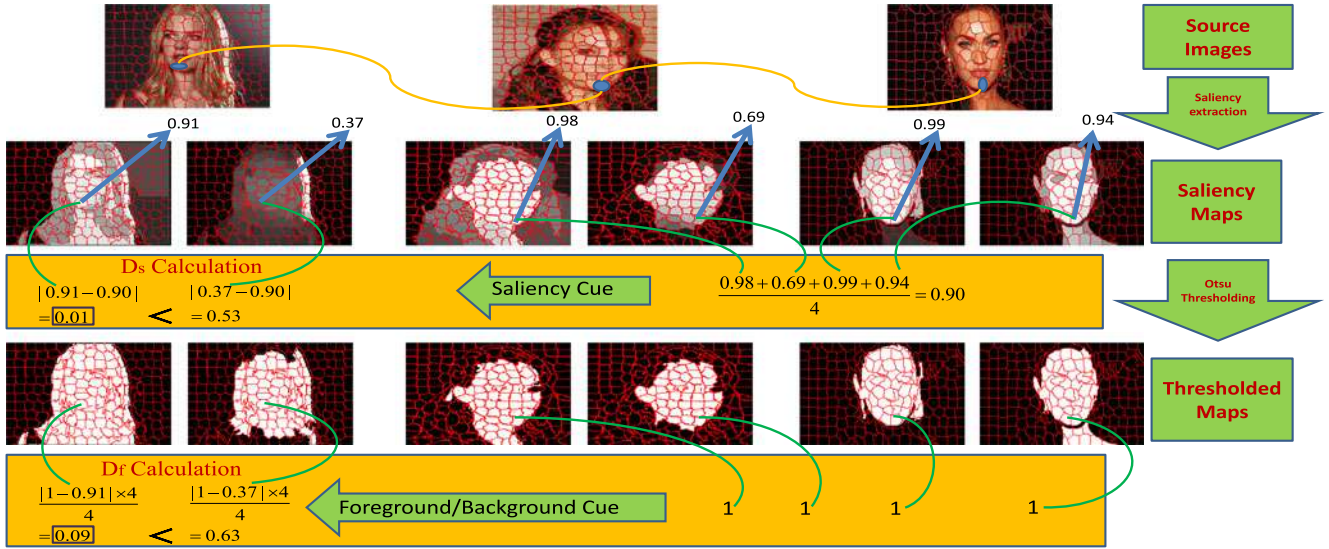 Source
Images
Saliency
extraction
0.91
0.37
0.98
0.69
0.99
0.94
Saliency
Maps
Ds Calculation
|0.91−0.90|
|0.37−0.90|
=0.01
<
=0.53
Saliency Cue
0.98+0.69+0.99+0.94
4
=0.90
Otsu
Thresholding
Thresholded
Maps
Df Calculation
|1−0.91|×4
4
|1−0.37|×4
4
=0.09
<
=0.63
Foreground/Background Cue
1
1
1
1